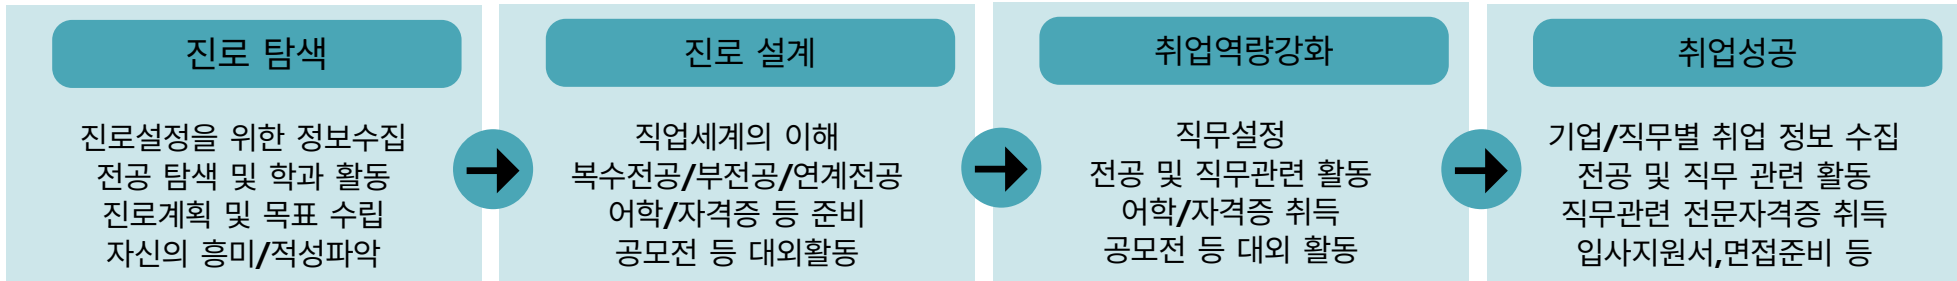 진로 탐색
진로설정을 위한 정보수집
전공 탐색 및 학과 활동
진로계획 및 목표 수립
자신의 흥미/적성파악
진로 설계
직업세계의 이해
복수전공/부전공/연계전공
어학/자격증 등 준비
공모전 등 대외활동
취업역량강화
직무설정
전공 및 직무관련 활동
어학/자격증 취득
공모전 등 대외 활동
취업성공
기업/직무별 취업 정보 수집
전공 및 직무 관련 활동
직무관련 전문자격증 취득
입사지원서,면접준비 등